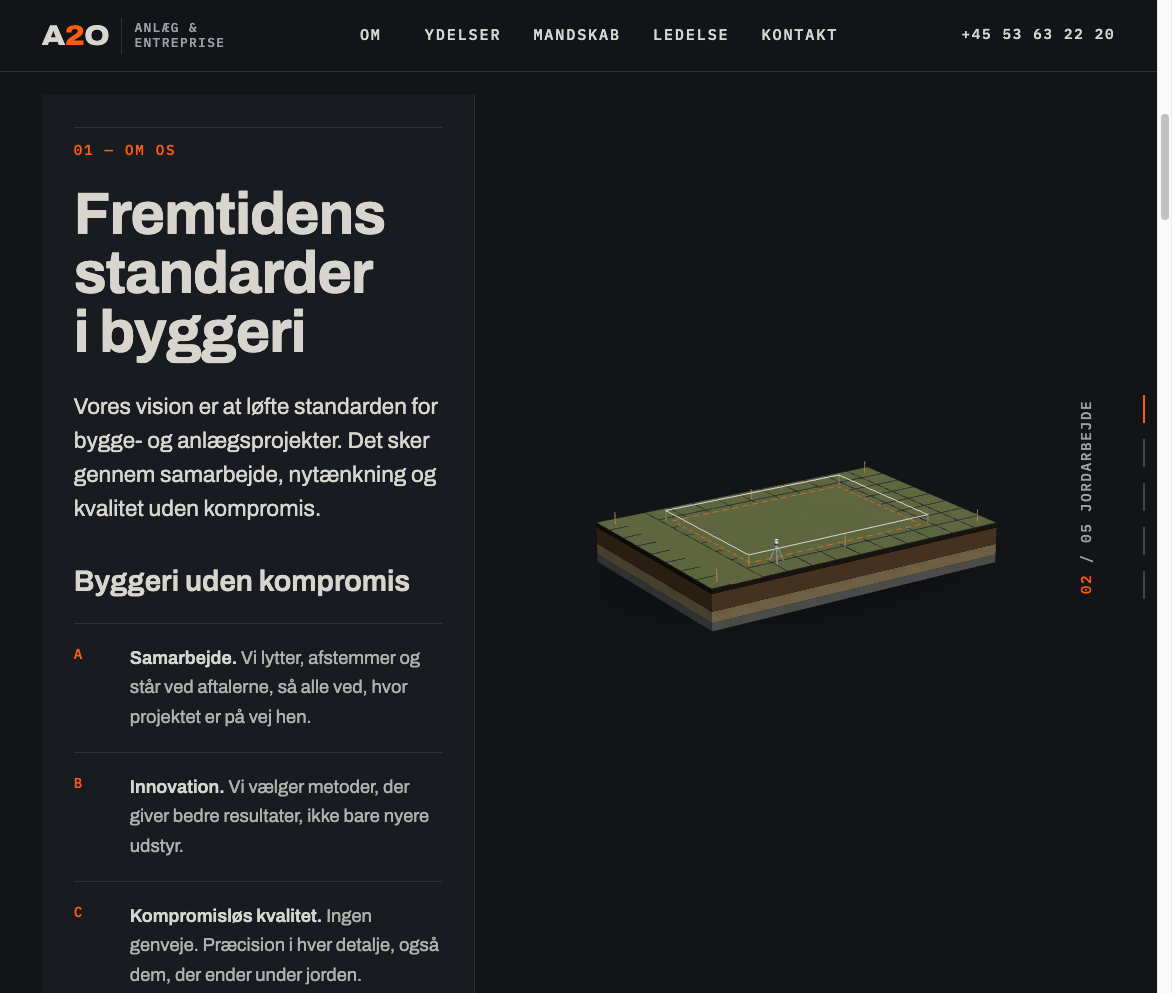 A2O
ANLÆG &
ENTREPRISE
OM
YDELSER
MANDSKAB
LEDELSE
KONTAKT
+45 53 63 22 20
01 — OM OS
Fremtidens
standarder
i byggeri
Vores vision er at løfte standarden for
bygge- og anlægsprojekter. Det sker
gennem samarbejde, nytænkning og
kvalitet uden kompromis.
Byggeri uden kompromis
A
Samarbejde. Vi lytter, afstemmer og
står ved aftalerne, så alle ved, hvor
projektet er på vej hen.
B
Innovation. Vi vælger metoder, der
giver bedre resultater, ikke bare nyere
udstyr.
C
Kompromisløs kvalitet. Ingen
genveje. Præcision i hver detalje, også
dem, der ender under jorden.
02 / 05 JORDARBEJDE